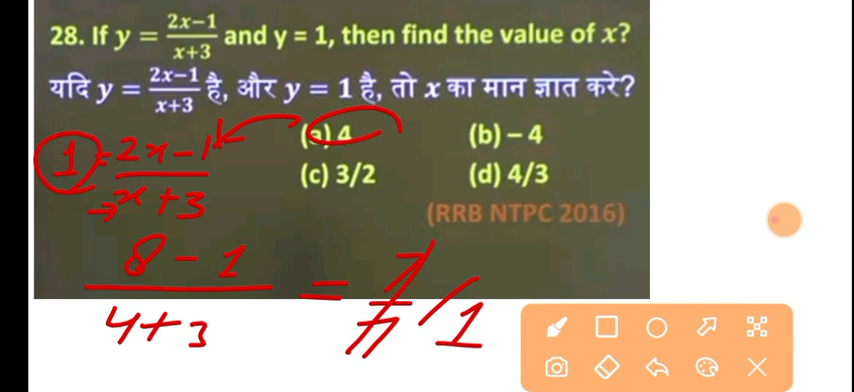 28. If y = 2x−1/x+3 and y = 1, then find the value of x?
यदि y = 2x−1/x+3 है, और y = 1 है, तो x का मान ज्ञात करे?
(a) 4 (b) – 4
(c) 3/2 (d) 4/3
(RRB NTPC 2016)
1 = 2x−1/x+3
8 − 1/4+3 = 7/7 / 1